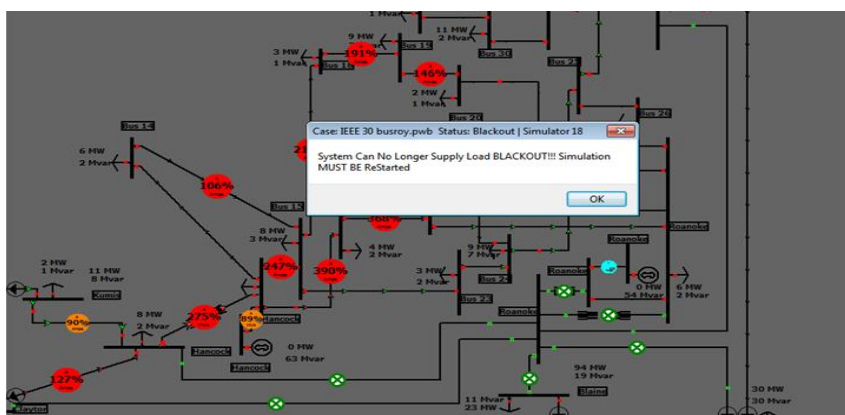 1 Mvar
9 MW
191%
Bus 19
11 MW
2 Mvar
Bus 30
3 MW
1 Mvar
Bus 18
146%
2 MW
1 Mvar
Bus 20
Bus 26
Bus 14
6 MW
2 Mvar
106%
Case: IEEE 30 busroy.pwb Status: Blackout | Simulator 18
System Can No Longer Supply Load BLACKOUT!!! Simulation
MUST BE ReStarted
OK
Bus 15
8 MW
3 Mvar
247%
390%
368%
4 MW
2 Mvar
9 MW
7 Mvar
3 MW
2 Mvar
Bus 23
Roanoke
Roanoke
Roanoke
Roanoke
0 MW
54 Mvar
6 MW
2 Mvar
2 MW
1 Mvar
11 MW
8 Mvar
Kumis
90%
8 MW
2 Mvar
275%
89%
Hancock
0 MW
63 Mvar
Hancock
Hancock
127%
Claytor
94 MW
19 Mvar
Blaine
11 Mvar
23 MW
30 MW
30 Mvar